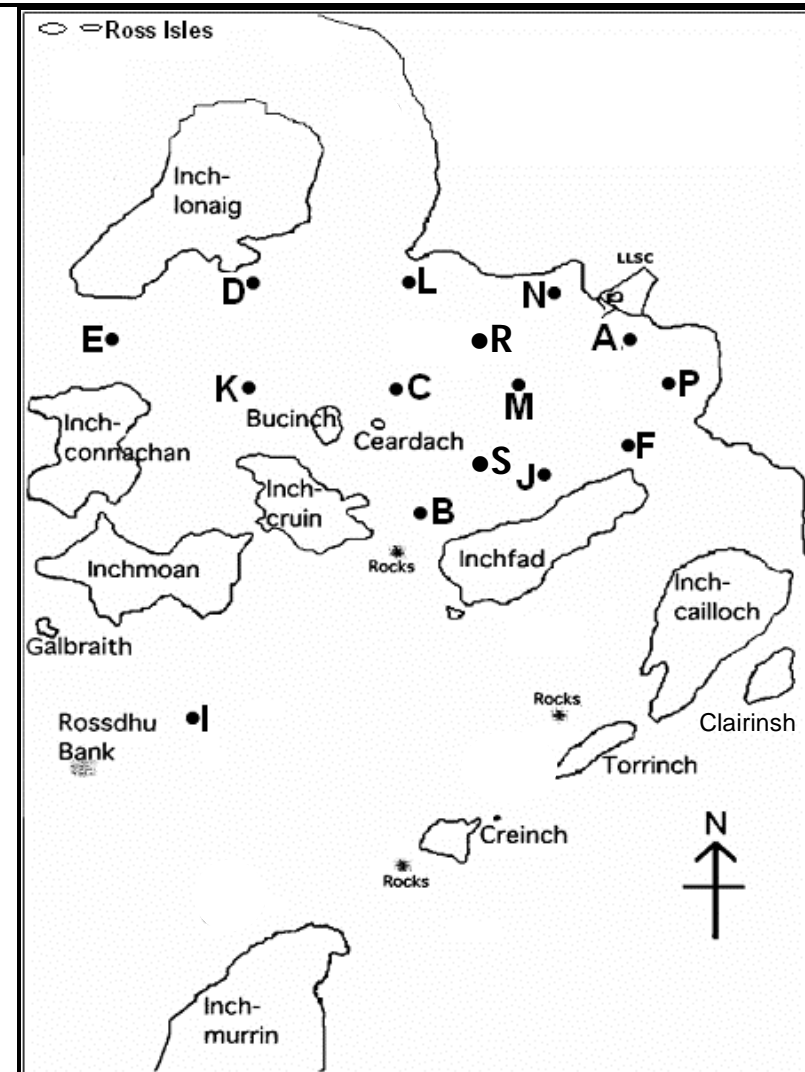 Ross Isles
Inch-
lonaig
LLSC
D
L
N
E
R
A
K
C
M
P
Bucinch
Inch-
connachan
Ceardach
F
S
J
Inch-
cruin
B
Rocks
Inchfad
Inchmoan
Inch-
cailloch
Galbraith
Rocks
I
Rossdhu
Bank
Clairinsh
Torrinch
Creinch
N
Rocks
Inch-
murrin